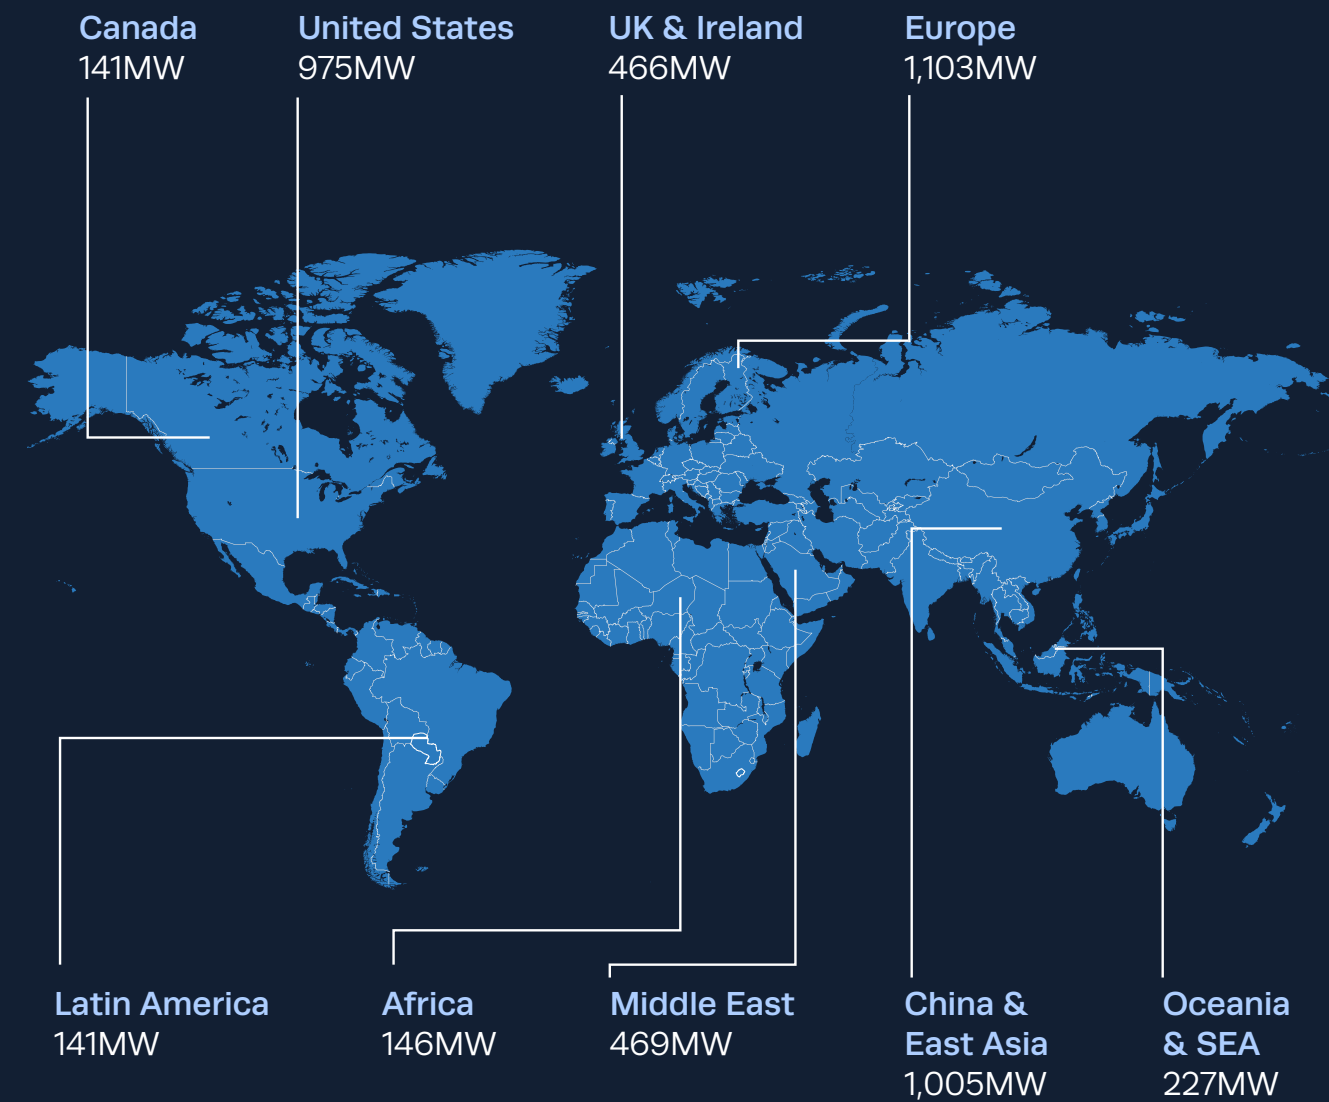 Canada
141MW
United States
975MW
UK & Ireland
466MW
Europe
1,103MW
Latin America
141MW
Africa
146MW
Middle East
469MW
China &
East Asia
1,005MW
Oceania
& SEA
227MW